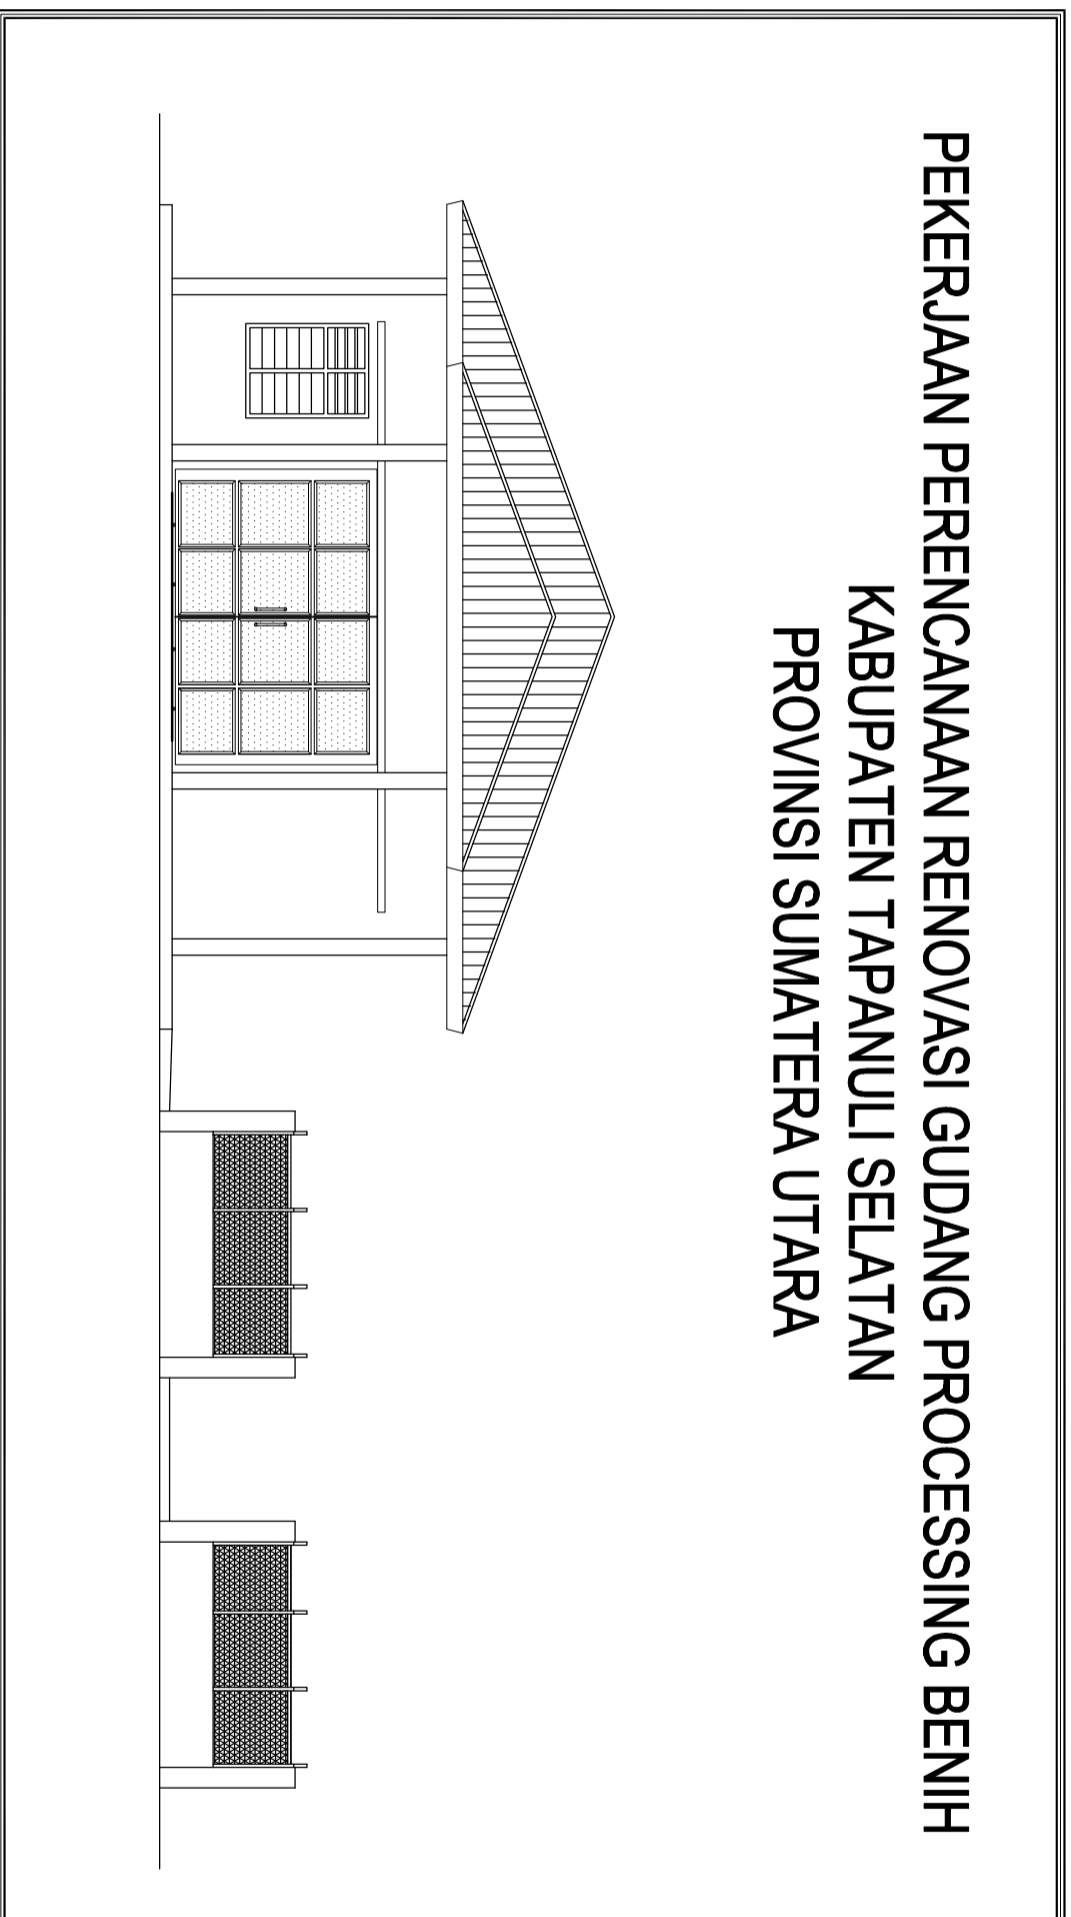 PEKERJAAN PERENCANAAN RENOVASI GUDANG PROCESSING BENIH
KABUPATEN TAPANULI SELATAN
PROVINSI SUMATERA UTARA